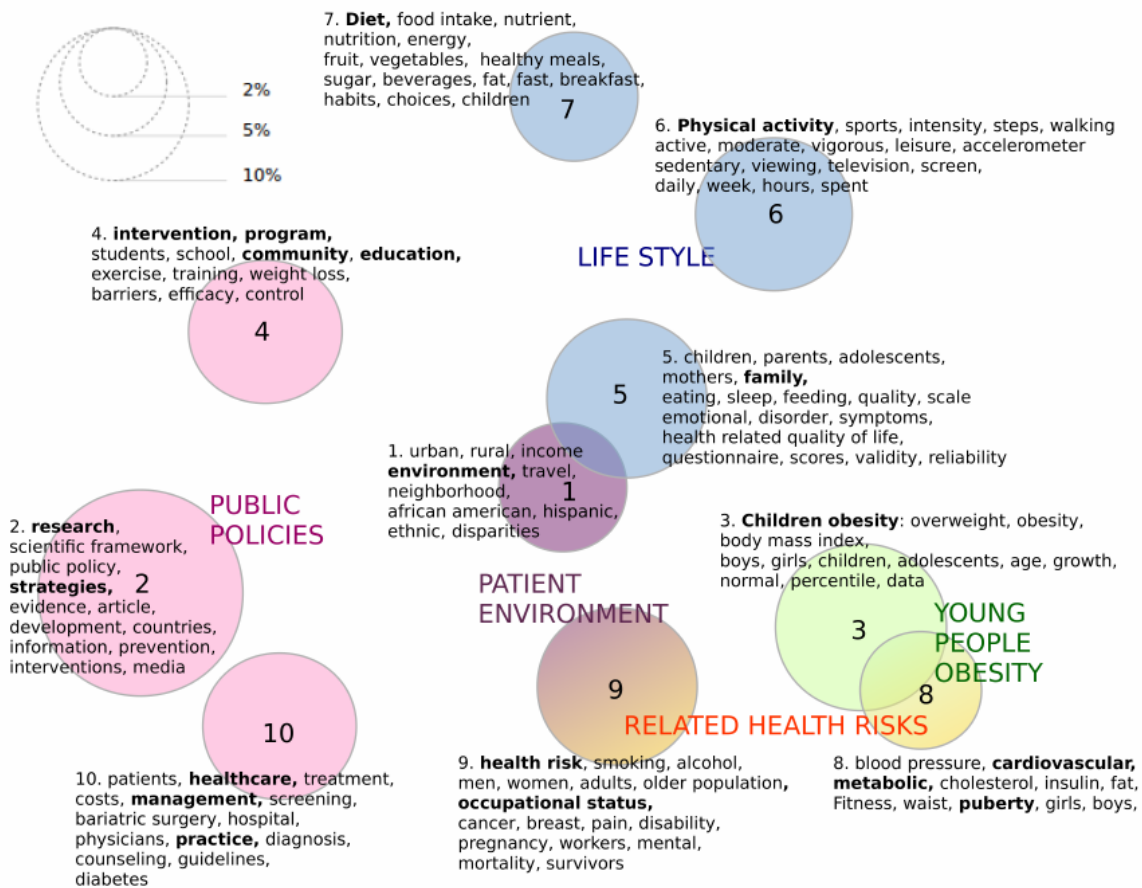 7. Diet, food intake, nutrient,
nutrition, energy,
fruit, vegetables, healthy meals,
sugar, beverages, fat, fast, breakfast,
habits, choices, children
7
2%
5%
10%
6. Physical activity, sports, intensity, steps, walking
active, moderate, vigorous, leisure, accelerometer
sedentary, viewing, television, screen,
daily, week, hours, spent
6
LIFE STYLE
4. intervention, program,
students, school, community, education,
exercise, training, weight loss,
barriers, efficacy, control
4
5. children, parents, adolescents,
mothers, family,
eating, sleep, feeding, quality, scale
emotional, disorder, symptoms,
health related quality of life,
questionnaire, scores, validity, reliability
5
1. urban, rural, income
environment, travel,
neighborhood,
african american, hispanic,
ethnic, disparities
1
PUBLIC
POLICIES
2. research,
scientific framework,
public policy,
strategies,
evidence, article,
development, countries,
information, prevention,
interventions, media
2
3. Children obesity: overweight, obesity,
body mass index,
boys, girls, children, adolescents, age, growth,
normal, percentile, data
3
PATIENT
ENVIRONMENT
YOUNG
PEOPLE
OBESITY
8
9
RELATED HEALTH RISKS
10
10. patients, healthcare, treatment,
costs, management, screening,
bariatric surgery, hospital,
physicians, practice, diagnosis,
counseling, guidelines,
diabetes
9. health risk, smoking, alcohol,
men, women, adults, older population,
occupational status,
cancer, breast, pain, disability,
pregnancy, workers, mental,
mortality, survivors
8. blood pressure, cardiovascular,
metabolic, cholesterol, insulin, fat,
Fitness, waist, puberty, girls, boys,